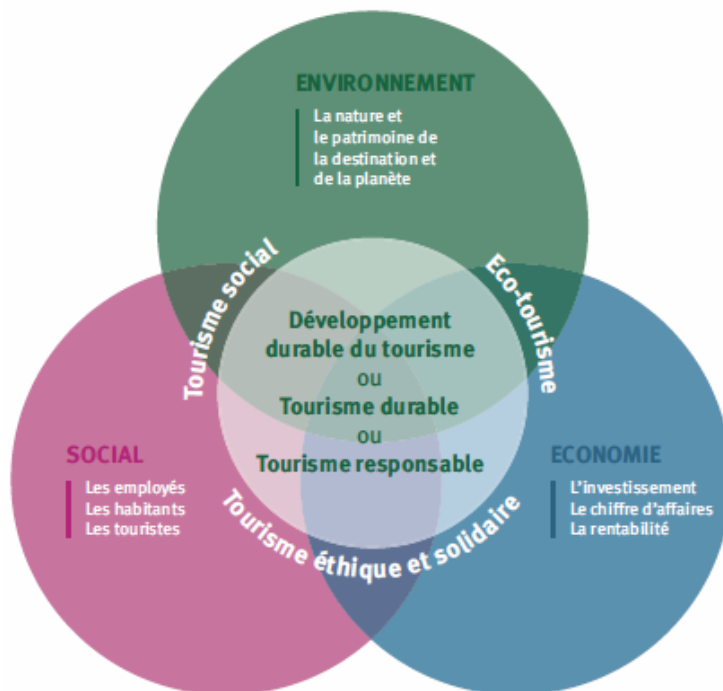 ENVIRONNEMENT
La nature et
le patrimoine de
la destination et
de la planète
Tourisme social
Eco-tourisme
Développement
durable du tourisme
ou
Tourisme durable
ou
Tourisme responsable
SOCIAL
Les employés
Les habitants
Les touristes
ECONOMIE
L'investissement
Le chiffre d'affaires
La rentabilité
Tourisme éthique et solidaire